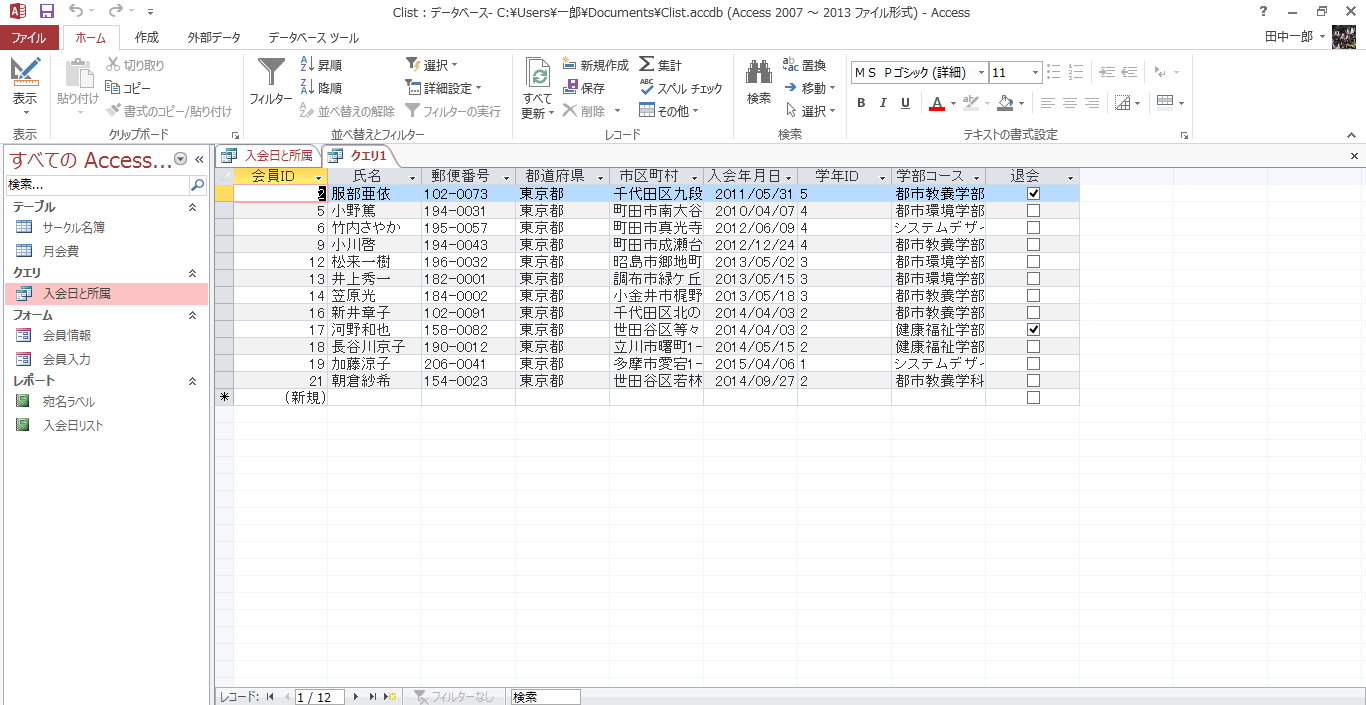 Clist : データベース- C:¥Users¥一郎¥Documents¥Clist.accdb (Access 2007 ～ 2013 ファイル形式) - Access
ファイル ホーム 作成 外部データ データベース ツール 田中一郎
表示 貼り付け 切り取り コピー 書式のコピー/貼り付け
フィルター 昇順 降順 並べ替えの解除 選択 詳細設定 フィルターの実行
すべて更新 新規作成 保存 削除 集計 スペル チェック その他
検索 置換 移動 選択
ＭＳ Ｐゴシック (詳細) 11
B I U A
表示 クリップボード 並べ替えとフィルター レコード 検索 テキストの書式設定
すべての Access...
検索...
テーブル
サークル名簿
月会費
クエリ
入会日と所属
フォーム
会員情報
会員入力
レポート
宛名ラベル
入会日リスト
入会日と所属 クエリ1
会員ID 氏名 郵便番号 都道府県 市区町村 入会年月日 学年ID 学部コース 退会
2 服部亜依 102-0073 東京都 千代田区九段 2011/05/31 5 都市教養学部
5 小野篤 194-0031 東京都 町田市南大谷 2010/04/07 4 都市環境学部
6 竹内さやか 195-0057 東京都 町田市真光寺 2012/06/09 4 システムデザイ
9 小川啓 194-0043 東京都 町田市成瀬台 2012/12/24 4 都市教養学部
12 松来一樹 196-0032 東京都 昭島市郷地町 2013/05/02 3 都市環境学部
13 井上秀一 182-0001 東京都 調布市緑ケ丘 2013/05/15 3 都市環境学部
14 笠原光 184-0002 東京都 小金井市梶野 2013/05/18 3 都市教養学部
16 新井章子 102-0091 東京都 千代田区北の 2014/04/03 2 都市教養学部
17 河野和也 158-0082 東京都 世田谷区等々 2014/04/03 2 健康福祉学部
18 長谷川京子 190-0012 東京都 立川市曙町1- 2014/05/15 2 健康福祉学部
19 加藤涼子 206-0041 東京都 多摩市愛宕1- 2015/04/06 1 システムデザイ
21 朝倉紗希 154-0023 東京都 世田谷区若林 2014/09/27 2 都市教養学科
* (新規)
レコード: 1 / 12 フィルターなし 検索